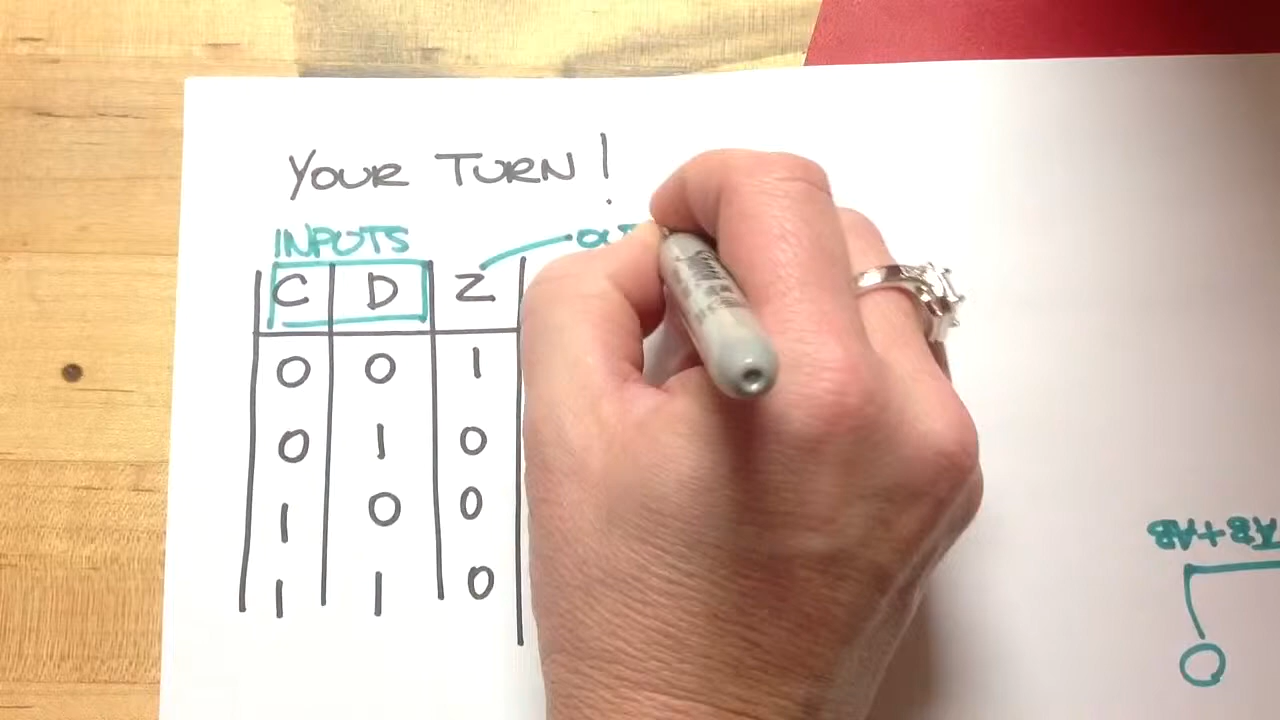 YOUR TURN!
INPUTS
C D Z
0 0 1
0 1 0
1 0 0
1 1 0